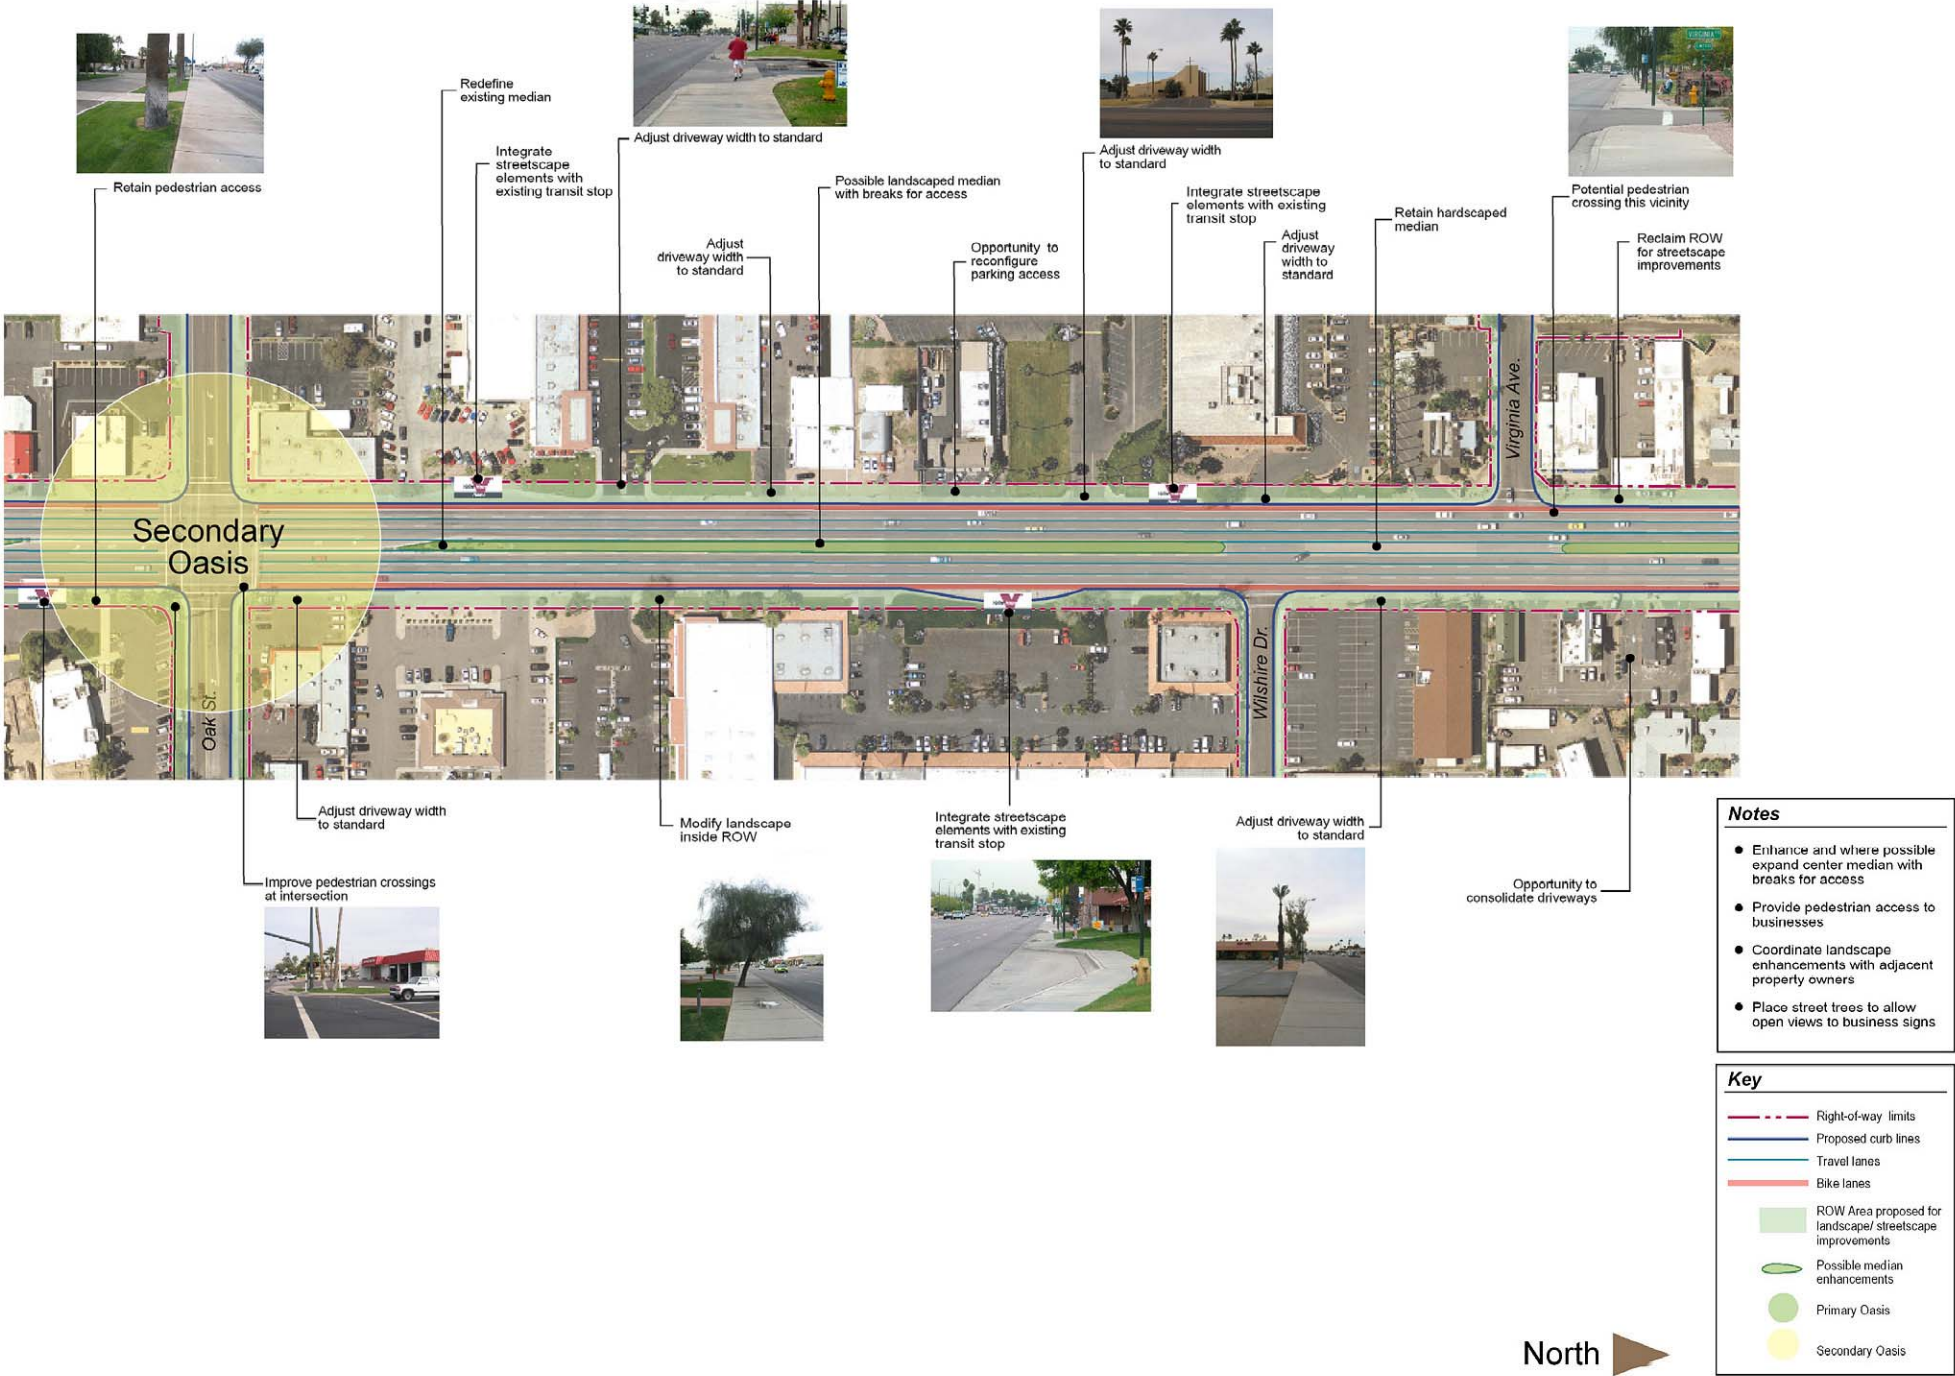 Redefine
existing median
Adjust driveway width to standard
Integrate
streetscape
elements with
existing transit stop
Retain pedestrian access
Adjust
driveway width
to standard
Possible landscaped median
with breaks for access
Opportunity to
reconfigure
parking access
Adjust driveway width
to standard
Integrate streetscape
elements with existing
transit stop
Adjust
driveway
width to
standard
Retain hardscaped
median
VIRGINIA
Potential pedestrian
crossing this vicinity
Reclaim ROW
for streetscape
improvements
Virginia Ave.
Secondary
Oasis
Oak St.
Wilshire Dr.
Adjust driveway width
to standard
Improve pedestrian crossings
at intersection
Modify landscape
inside ROW
Integrate streetscape
elements with existing
transit stop
Adjust driveway width
to standard
Opportunity to
consolidate driveways
Notes
Enhance and where possible
expand center median with
breaks for access
Provide pedestrian access to
businesses
Coordinate landscape
enhancements with adjacent
property owners
Place street trees to allow
open views to business signs
Key
Right-of-way limits
Proposed curb lines
Travel lanes
Bike lanes
ROW Area proposed for
landscape/ streetscape
improvements
Possible median
enhancements
Primary Oasis
Secondary Oasis
North